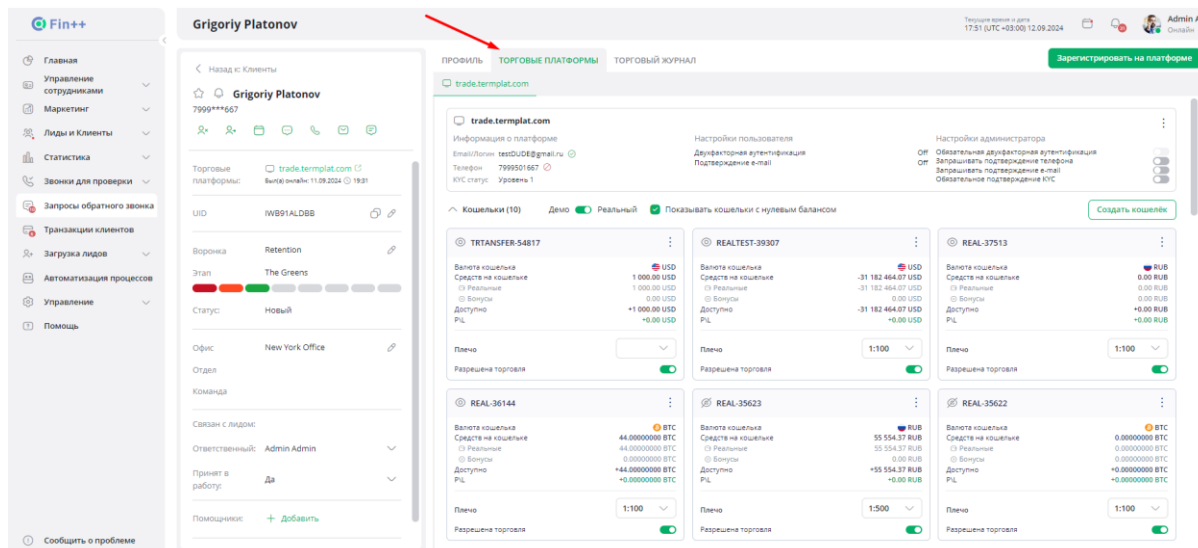 Fin++
Grigoriy Platonov
Текущие время и дата
17:51 (UTC +03:00) 12.09.2024
Admin A
Онлайн
Главная
Управление
сотрудниками
Маркетинг
Лиды и Клиенты
Статистика
Звонки для проверки
Запросы обратного звонка
Транзакции клиентов
Загрузка лидов
Автоматизация процессов
Управление
Помощь
Сообщить о проблеме
Назад к: Клиенты
Grigoriy Platonov
7999***667
Торговые
платформы:
trade.termplat.com
Был(а) онлайн: 11.09.2024 19:31
UID IWB91ALDBB
Воронка Retention
Этап The Greens
Статус: Новый
Офис New York Office
Отдел
Команда
Связан с лидом:
Ответственный: Admin Admin
Принят в
работу: Да
Помощники: + Добавить
ПРОФИЛЬ ТОРГОВЫЕ ПЛАТФОРМЫ ТОРГОВЫЙ ЖУРНАЛ
Зарегистрировать на платформе
trade.termplat.com
trade.termplat.com
Информация о платформе
Email/Логин testDUDE@gmail.ru
Телефон 7999501667
KYC статус Уровень 1
Настройки пользователя
Двухфакторная аутентификация Off
Подтверждение e-mail Off
Настройки администратора
Обязательная двухфакторная аутентификация
Запрашивать подтверждение телефона
Запрашивать подтверждение e-mail
Обязательное подтверждение KYC
Кошельки (10) Демо Реальный Показывать кошельки с нулевым балансом
Создать кошелёк
TRTANSFER-54817
Валюта кошелька USD
Средств на кошельке 1 000.00 USD
Реальные 1 000.00 USD
Бонусы 0.00 USD
Доступно +1 000.00 USD
P\L +0.00 USD
Плечо
Разрешена торговля
REALTEST-39307
Валюта кошелька USD
Средств на кошельке -31 182 464.07 USD
Реальные -31 182 464.07 USD
Бонусы 0.00 USD
Доступно -31 182 464.07 USD
P\L +0.00 USD
Плечо 1:100
Разрешена торговля
REAL-37513
Валюта кошелька RUB
Средств на кошельке 0.00 RUB
Реальные 0.00 RUB
Бонусы 0.00 RUB
Доступно +0.00 RUB
P\L +0.00 RUB
Плечо 1:100
Разрешена торговля
REAL-36144
Валюта кошелька BTC
Средств на кошельке 44.00000000 BTC
Реальные 44.00000000 BTC
Бонусы 0.00000000 BTC
Доступно +44.00000000 BTC
P\L +0.00000000 BTC
Плечо 1:100
Разрешена торговля
REAL-35623
Валюта кошелька RUB
Средств на кошельке 55 554.37 RUB
Реальные 55 554.37 RUB
Бонусы 0.00 RUB
Доступно +55 554.37 RUB
P\L +0.00 RUB
Плечо 1:500
Разрешена торговля
REAL-35622
Валюта кошелька BTC
Средств на кошельке 0.00000000 BTC
Реальные 0.00000000 BTC
Бонусы 0.00000000 BTC
Доступно +0.00000000 BTC
P\L +0.00000000 BTC
Плечо 1:100
Разрешена торговля